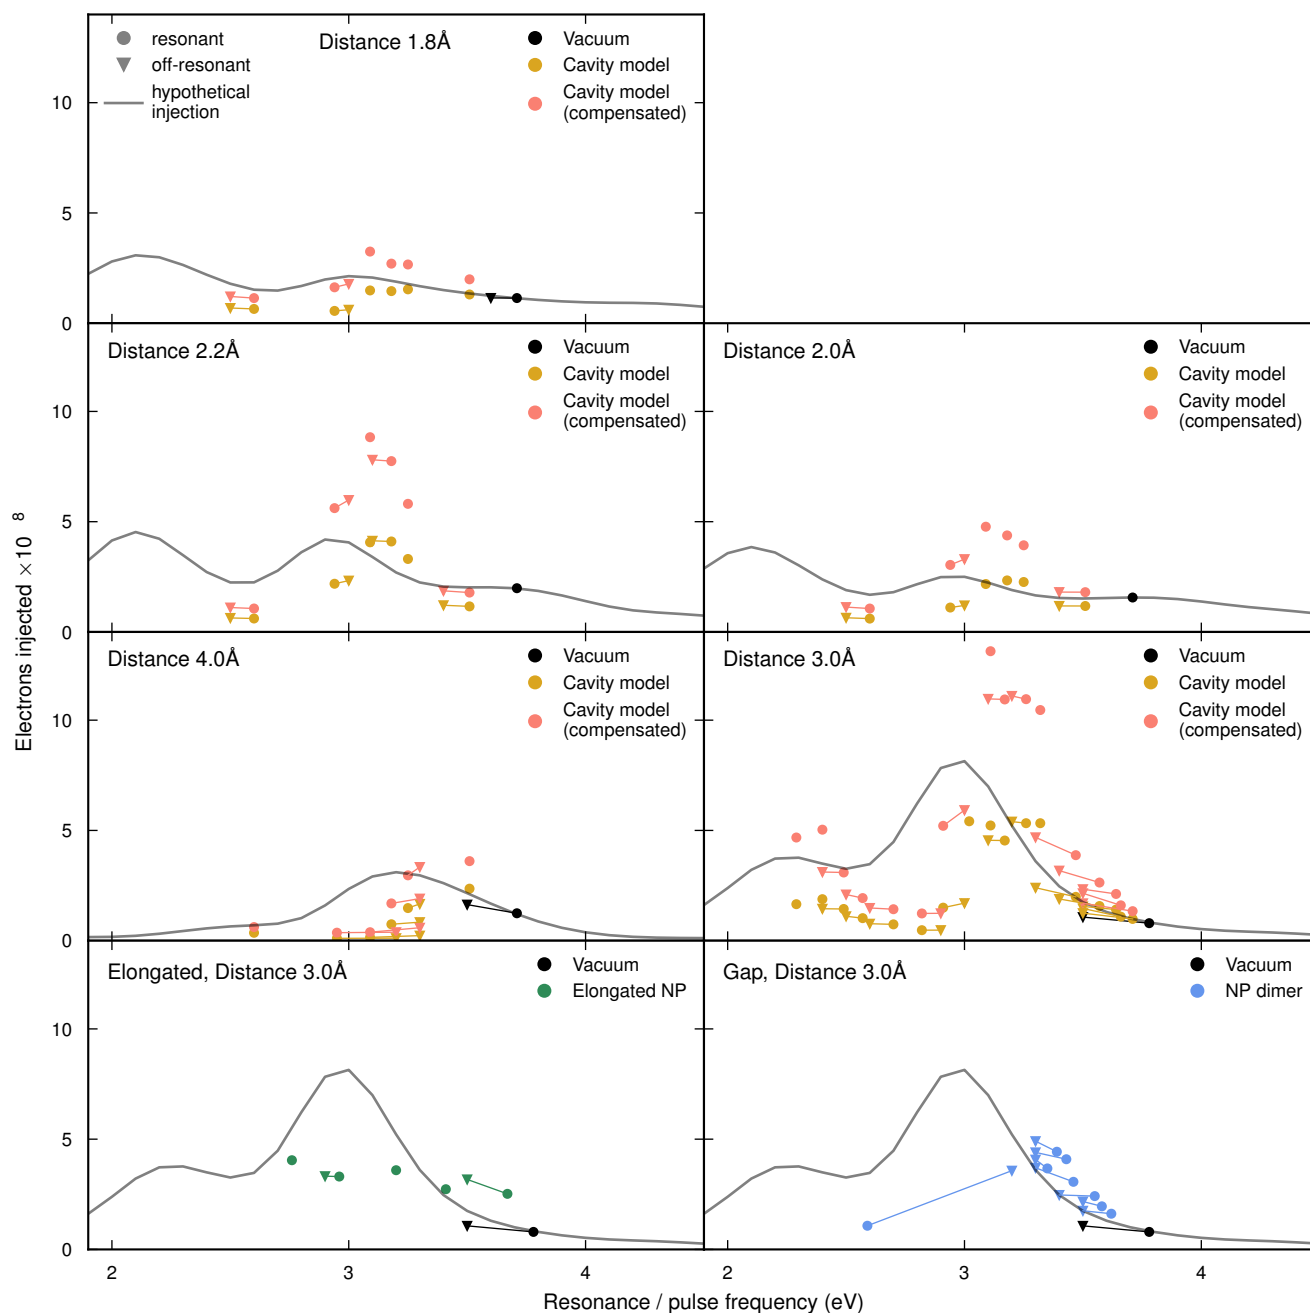 resonant
off-resonant
hypothetical
injection
Distance 1.8Å
Vacuum
Cavity model
Cavity model
(compensated)
10
5
0
Distance 2.2Å
Vacuum
Cavity model
Cavity model
(compensated)
10
5
0
Distance 2.0Å
Vacuum
Cavity model
Cavity model
(compensated)
Electrons injected ×10 8
Distance 4.0Å
Vacuum
Cavity model
Cavity model
(compensated)
10
5
0
Distance 3.0Å
Vacuum
Cavity model
Cavity model
(compensated)
Elongated, Distance 3.0Å
Vacuum
Elongated NP
10
5
0
2
3
4
Gap, Distance 3.0Å
Vacuum
NP dimer
2
3
4
Resonance / pulse frequency (eV)